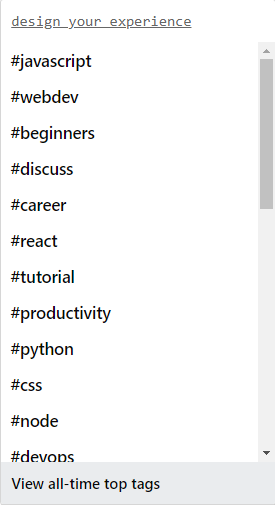 design your experience
#javascript
#webdev
#beginners
#discuss
#career
#react
#tutorial
#productivity
#python
#css
#node
#devops
View all-time top tags